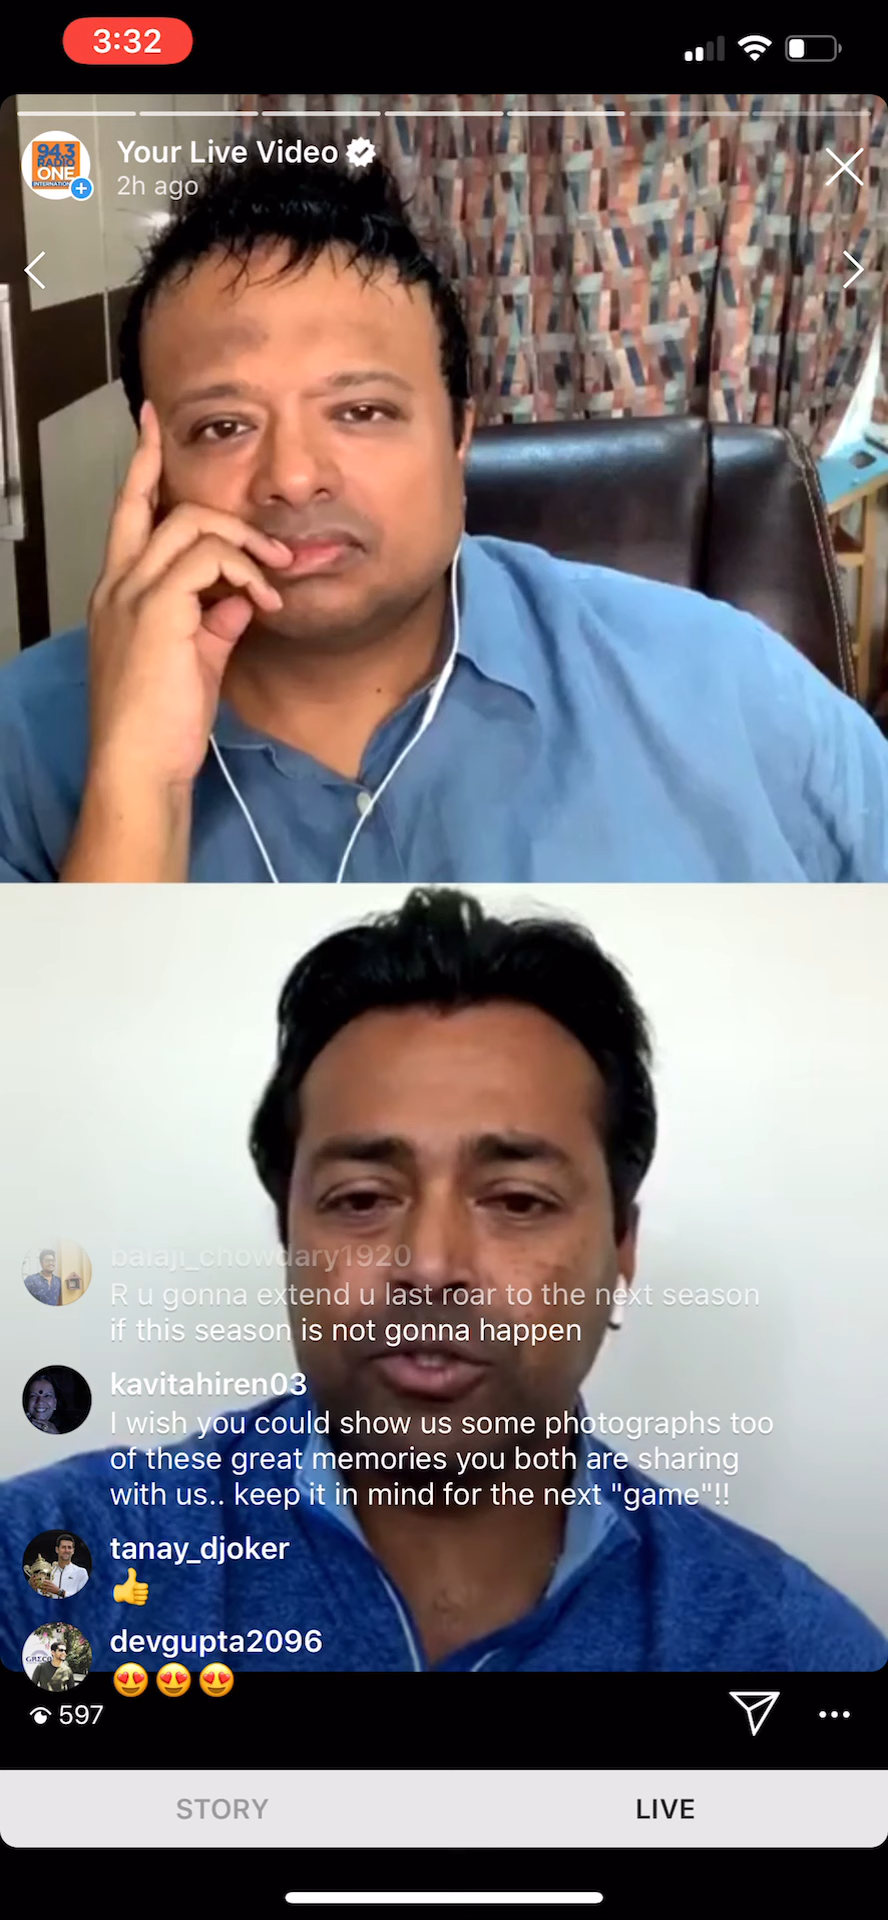 3:32
94.3
RADIO
ONE
INTERNATIONAL
Your Live Video
2h ago
balaji_chowdary1920
R u gonna extend u last roar to the next season
if this season is not gonna happen
kavitahiren03
I wish you could show us some photographs too
of these great memories you both are sharing
with us.. keep it in mind for the next "game"!!
tanay_djoker
👍
devgupta2096
GRECO
😍😍😍
597
STORY
LIVE